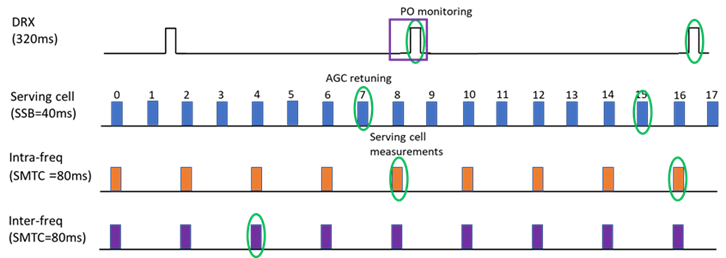 DRX
(320ms)
PO monitoring
AGC retuning
Serving cell
(SSB=40ms)
0 1 2 3 4 5 6 7 8 9 10 11 12 13 14 15 16 17
Serving cell
measurements
Intra-freq
(SMTC =80ms)
Inter-freq
(SMTC=80ms)